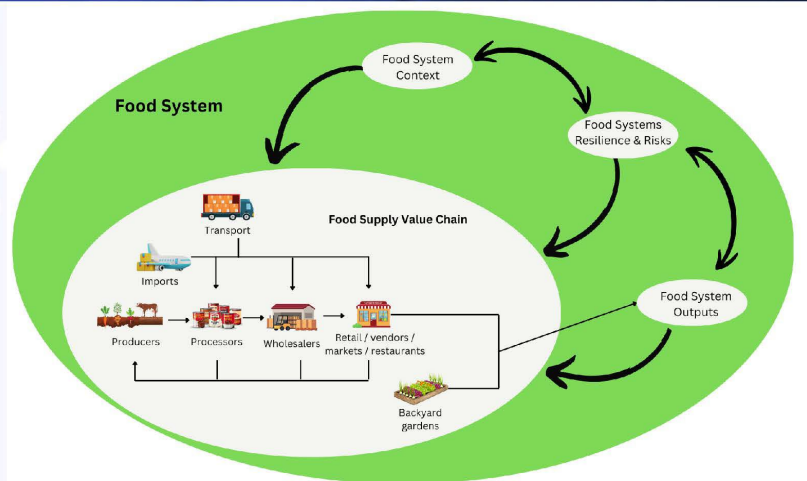 Food System
Context
Food System
Food Systems
Resilience & Risks
Food Supply Value Chain
Transport
Imports
Producers
Processors
Wholesalers
Retail / vendors /
markets / restaurants
Food System
Outputs
Backyard
gardens